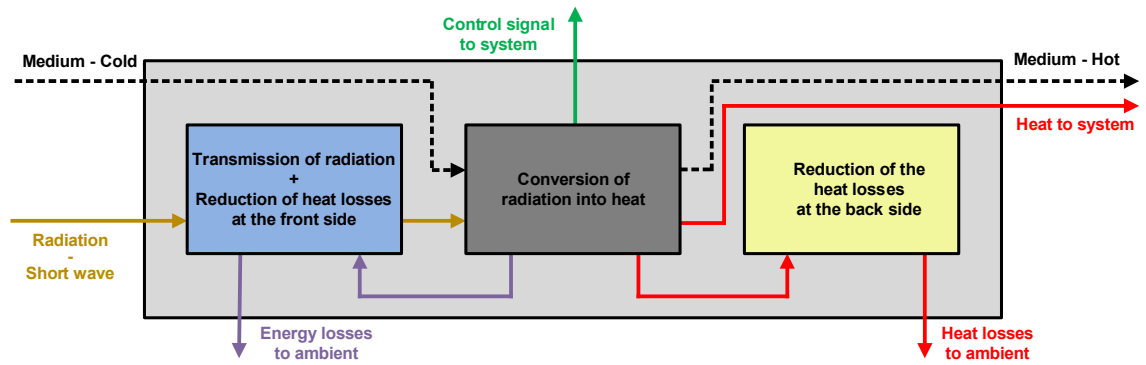 Control signal
to system
Medium - Cold
Medium - Hot
Heat to system
Transmission of radiation
+
Reduction of heat losses
at the front side
Conversion of
radiation into heat
Reduction of the
heat losses
at the back side
Radiation
-
Short wave
Energy losses
to ambient
Heat losses
to ambient